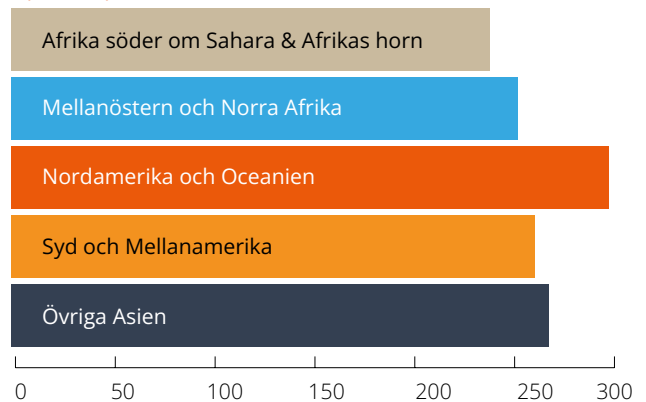 Afrika söder om Sahara & Afrikas horn
Mellanöstern och Norra Afrika
Nordamerika och Oceanien
Syd och Mellanamerika
Övriga Asien
0 50 100 150 200 250 300